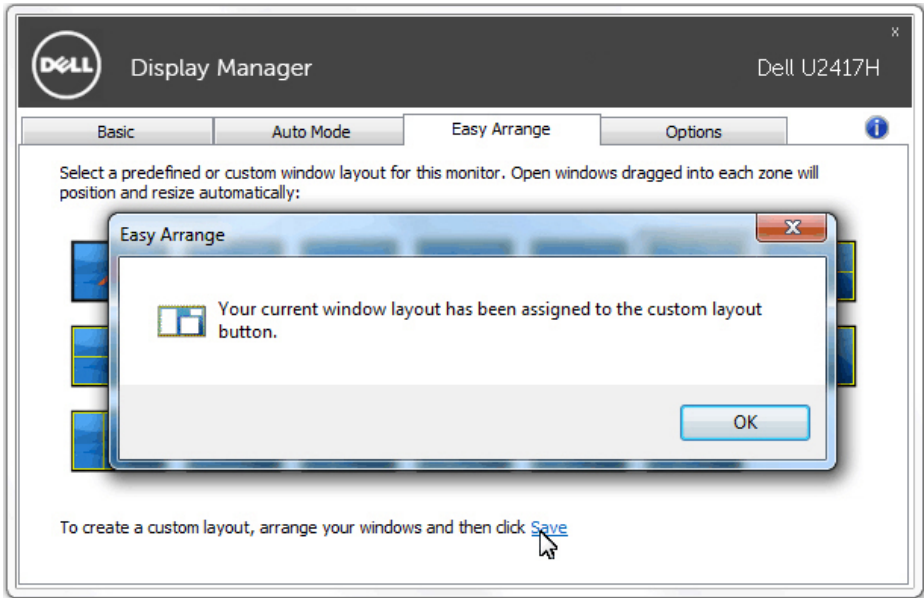 x
DELL
Display Manager
Dell U2417H
Basic
Auto Mode
Easy Arrange
Options
i
Select a predefined or custom window layout for this monitor. Open windows dragged into each zone will
position and resize automatically:
Easy Arrange
x
Your current window layout has been assigned to the custom layout
button.
OK
To create a custom layout, arrange your windows and then click Save